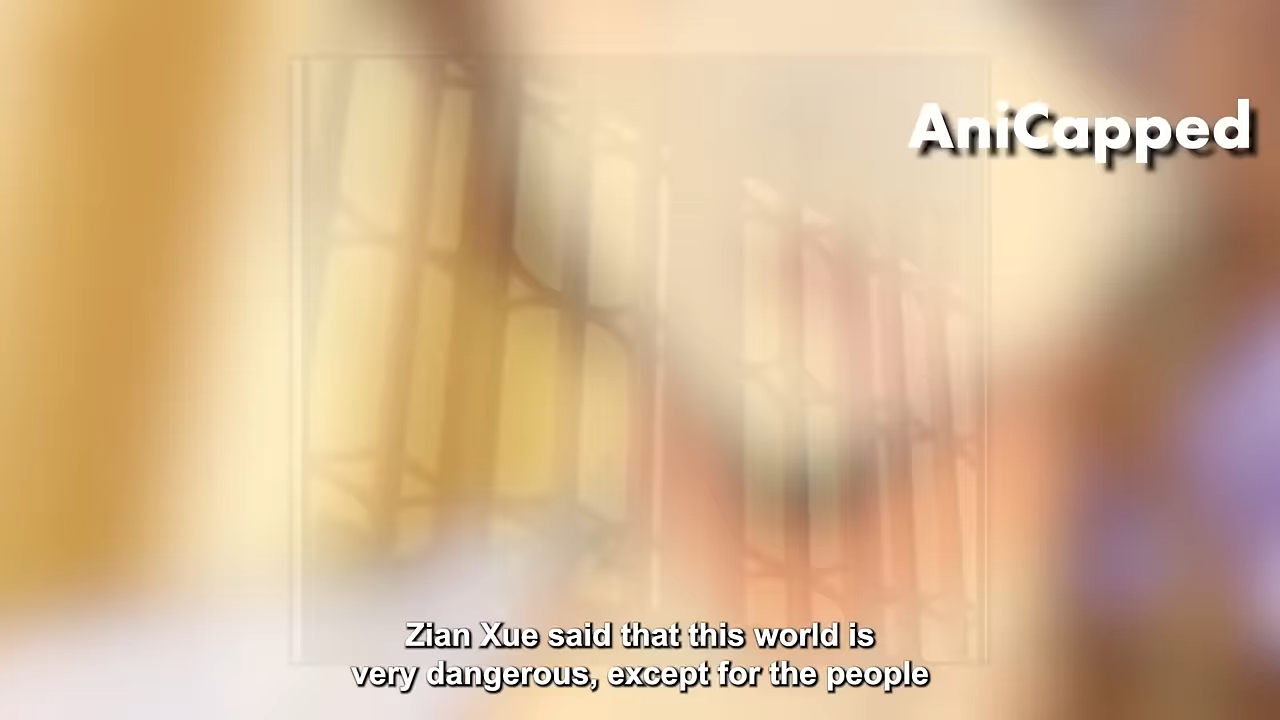 AniCapped
Zian Xue said that this world is
very dangerous, except for the people